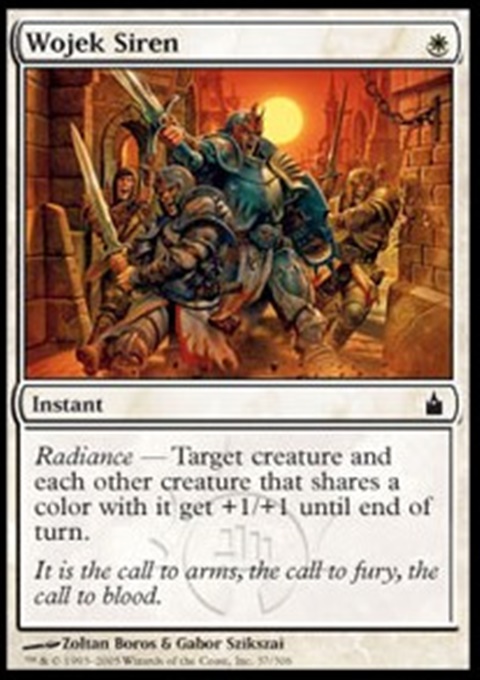 Wojek Siren
Instant
Radiance — Target creature and
each other creature that shares a
color with it get +1/+1 until end of
turn.
It is the call to arms, the call to fury, the
call to blood.
Zoltan Boros & Gabor Szikszai
™ & © 1993-2005 Wizards of the Coast, Inc. 37/306